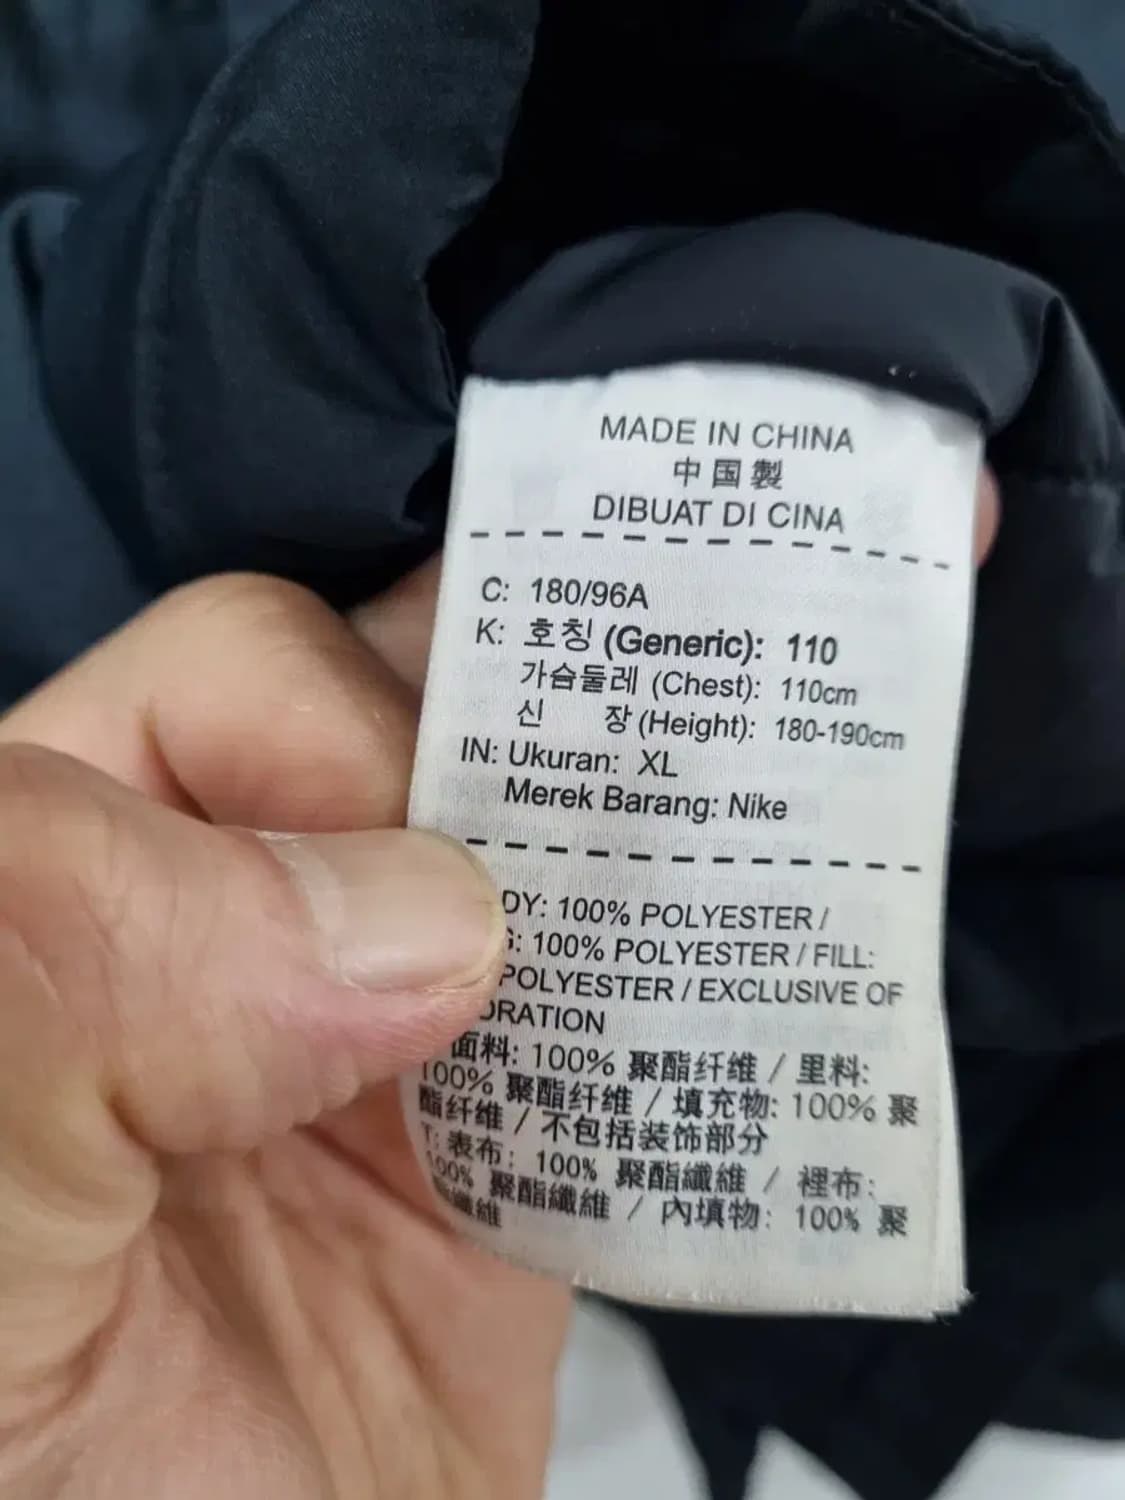 MADE IN CHINA
中国製
DIBUAT DI CINA
C: 180/96A
K: 호칭 (Generic): 110
가슴둘레 (Chest): 110cm
신 장 (Height): 180-190cm
IN: Ukuran: XL
Merek Barang: Nike
DY: 100% POLYESTER /
G: 100% POLYESTER / FILL:
POLYESTER / EXCLUSIVE OF
ORATION
面料: 100% 聚酯纤维 / 里料:
100% 聚酯纤维 / 填充物: 100% 聚
酯纤维 / 不包括装饰部分
T: 表布: 100% 聚酯纖維 / 裡布:
100% 聚酯纖維 / 內填物: 100% 聚
纖維